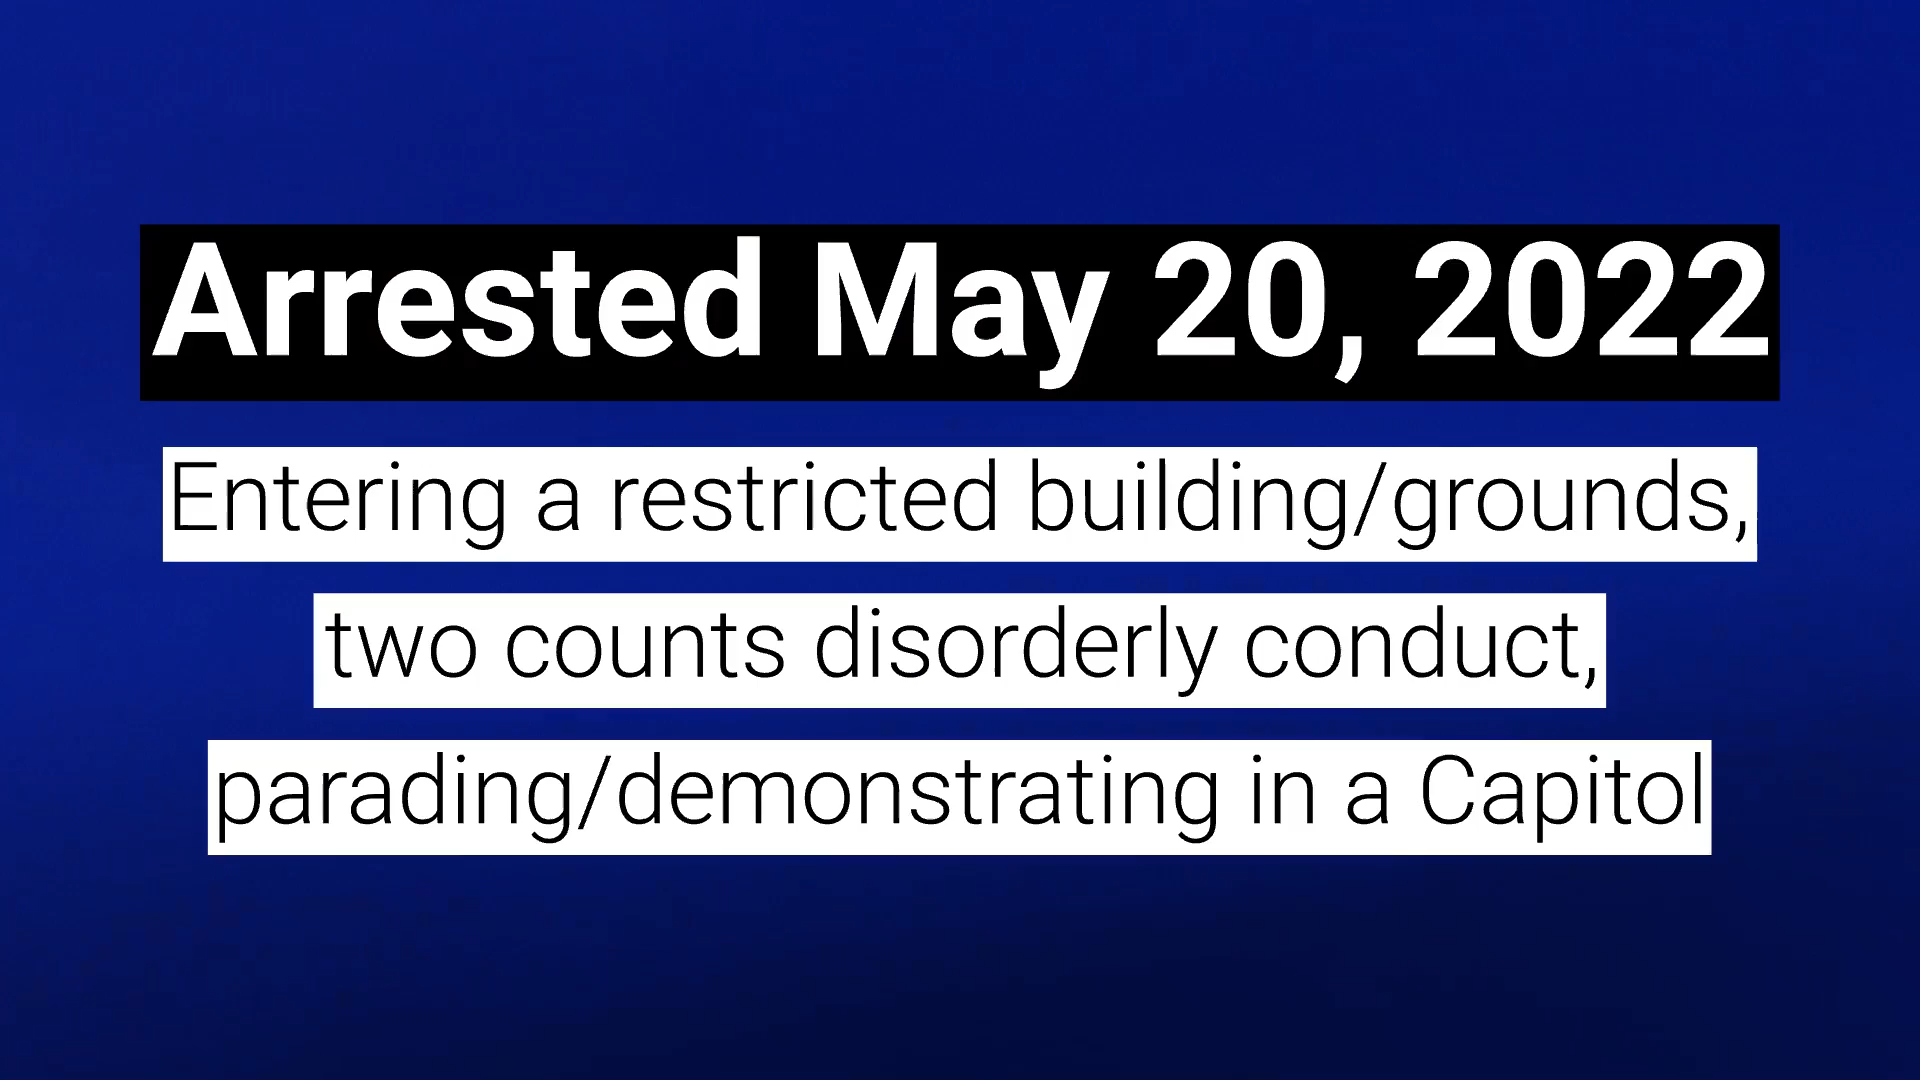 Arrested May 20, 2022
Entering a restricted building/grounds,
two counts disorderly conduct,
parading/demonstrating in a Capitol